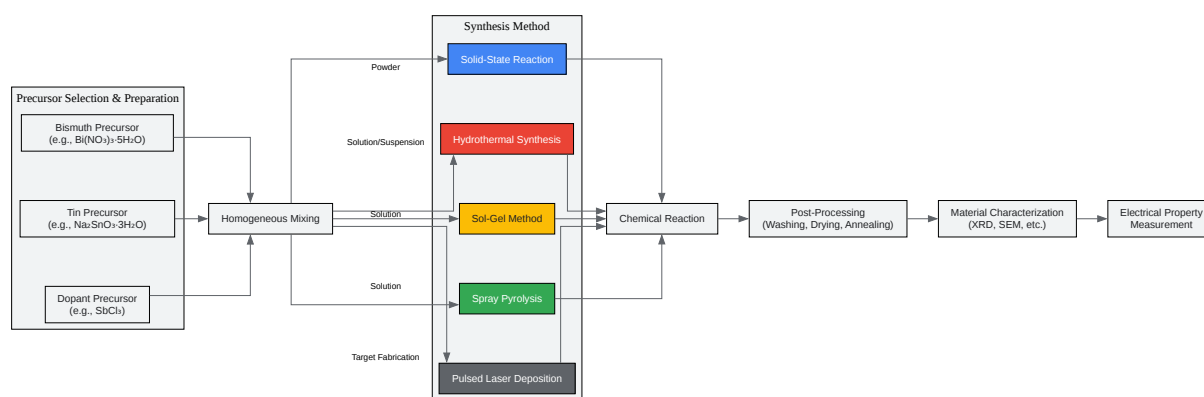 Precursor Selection & Preparation
Bismuth Precursor
(e.g., Bi(NO₃)₃·5H₂O)
Tin Precursor
(e.g., Na₂SnO₃·3H₂O)
Dopant Precursor
(e.g., SbCl₃)
Homogeneous Mixing
Powder
Solution/Suspension
Solution
Solution
Target Fabrication
Synthesis Method
Solid-State Reaction
Hydrothermal Synthesis
Sol-Gel Method
Spray Pyrolysis
Pulsed Laser Deposition
Chemical Reaction
Post-Processing
(Washing, Drying, Annealing)
Material Characterization
(XRD, SEM, etc.)
Electrical Property
Measurement